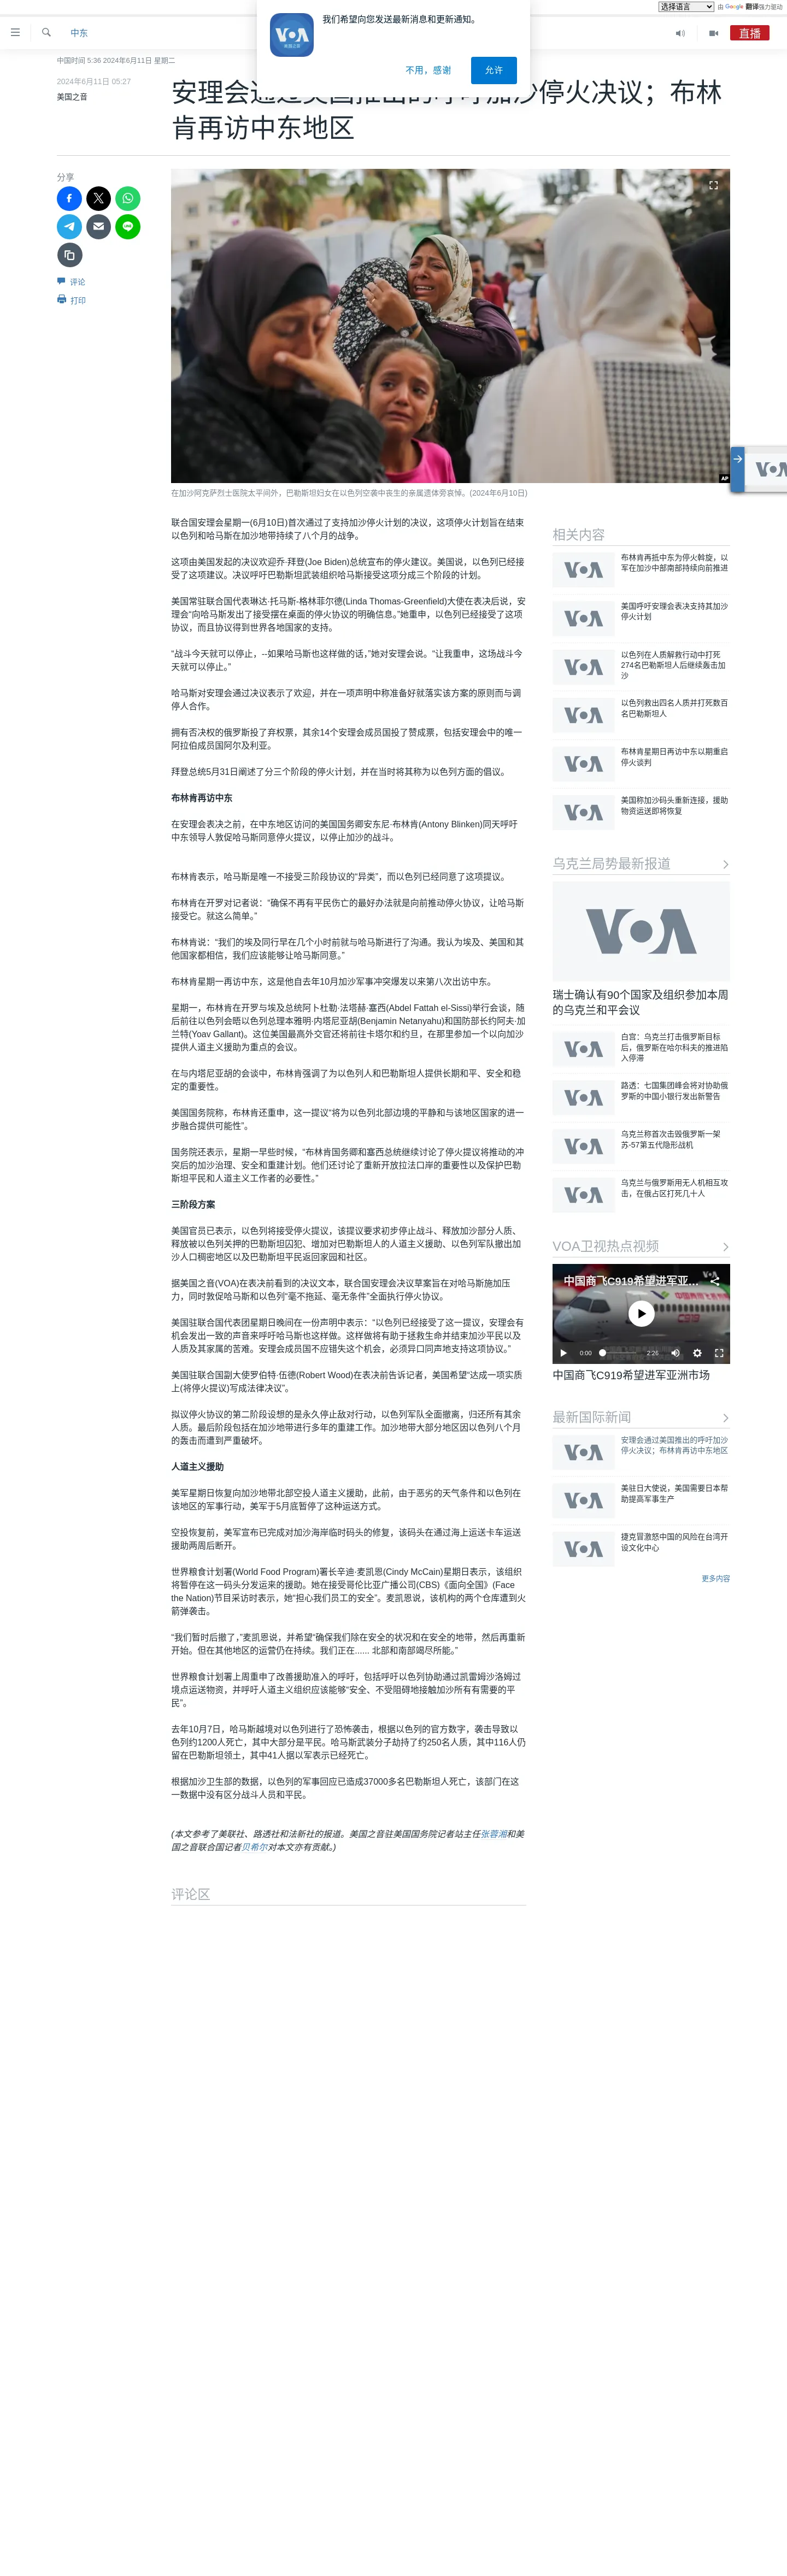 选择语言
由 Google 翻译强力驱动
我们希望向您发送最新消息和更新通知。
不用，感谢
允许
VOA
美国之音
中东
直播
中国时间 5:36 2024年6月11日 星期二
2024年6月11日 05:27
美国之音
安理会通过美国推出的呼吁加沙停火决议；布林
肯再访中东地区
分享
评论
打印
AP
在加沙阿克萨烈士医院太平间外，巴勒斯坦妇女在以色列空袭中丧生的亲属遗体旁哀悼。(2024年6月10日)
联合国安理会星期一(6月10日)首次通过了支持加沙停火计划的决议，这项停火计划旨在结束
以色列和哈马斯在加沙地带持续了八个月的战争。
这项由美国发起的决议欢迎乔·拜登(Joe Biden)总统宣布的停火建议。美国说，以色列已经接
受了这项建议。决议呼吁巴勒斯坦武装组织哈马斯接受这项分成三个阶段的计划。
美国常驻联合国代表琳达·托马斯-格林菲尔德(Linda Thomas-Greenfield)大使在表决后说，安
理会“向哈马斯发出了接受摆在桌面的停火协议的明确信息。”她重申，以色列已经接受了这项
协议，而且协议得到世界各地国家的支持。
“战斗今天就可以停止，--如果哈马斯也这样做的话，”她对安理会说。“让我重申，这场战斗今
天就可以停止。”
哈马斯对安理会通过决议表示了欢迎，并在一项声明中称准备好就落实该方案的原则而与调
停人合作。
拥有否决权的俄罗斯投了弃权票，其余14个安理会成员国投了赞成票，包括安理会中的唯一
阿拉伯成员国阿尔及利亚。
拜登总统5月31日阐述了分三个阶段的停火计划，并在当时将其称为以色列方面的倡议。
布林肯再访中东
在安理会表决之前，在中东地区访问的美国国务卿安东尼·布林肯(Antony Blinken)同天呼吁
中东领导人敦促哈马斯同意停火提议，以停止加沙的战斗。
布林肯表示，哈马斯是唯一不接受三阶段协议的“异类”，而以色列已经同意了这项提议。
布林肯在开罗对记者说：“确保不再有平民伤亡的最好办法就是向前推动停火协议，让哈马斯
接受它。就这么简单。”
布林肯说：“我们的埃及同行早在几个小时前就与哈马斯进行了沟通。我认为埃及、美国和其
他国家都相信，我们应该能够让哈马斯同意。”
布林肯星期一再访中东，这是他自去年10月加沙军事冲突爆发以来第八次出访中东。
星期一，布林肯在开罗与埃及总统阿卜杜勒·法塔赫·塞西(Abdel Fattah el-Sissi)举行会谈，随
后前往以色列会晤以色列总理本雅明·内塔尼亚胡(Benjamin Netanyahu)和国防部长约阿夫·加
兰特(Yoav Gallant)。这位美国最高外交官还将前往卡塔尔和约旦，在那里参加一个以向加沙
提供人道主义援助为重点的会议。
在与内塔尼亚胡的会谈中，布林肯强调了为以色列人和巴勒斯坦人提供长期和平、安全和稳
定的重要性。
美国国务院称，布林肯还重申，这一提议“将为以色列北部边境的平静和与该地区国家的进一
步融合提供可能性”。
国务院还表示，星期一早些时候，“布林肯国务卿和塞西总统继续讨论了停火提议将推动的冲
突后的加沙治理、安全和重建计划。他们还讨论了重新开放拉法口岸的重要性以及保护巴勒
斯坦平民和人道主义工作者的必要性。”
三阶段方案
美国官员已表示，以色列将接受停火提议，该提议要求初步停止战斗、释放加沙部分人质、
释放被以色列关押的巴勒斯坦囚犯、增加对巴勒斯坦人的人道主义援助、以色列军队撤出加
沙人口稠密地区以及巴勒斯坦平民返回家园和社区。
据美国之音(VOA)在表决前看到的决议文本，联合国安理会决议草案旨在对哈马斯施加压
力，同时敦促哈马斯和以色列“毫不拖延、毫无条件”全面执行停火协议。
美国驻联合国代表团星期日晚间在一份声明中表示：“以色列已经接受了这一提议，安理会有
机会发出一致的声音来呼吁哈马斯也这样做。这样做将有助于拯救生命并结束加沙平民以及
人质及其家属的苦难。安理会成员国不应错失这个机会，必须异口同声地支持这项协议。”
美国驻联合国副大使罗伯特·伍德(Robert Wood)在表决前告诉记者，美国希望“达成一项实质
上(将停火提议)写成法律决议”。
拟议停火协议的第二阶段设想的是永久停止敌对行动，以色列军队全面撤离，归还所有其余
人质。最后阶段包括在加沙地带进行多年的重建工作。加沙地带大部分地区因以色列八个月
的轰击而遭到严重破坏。
人道主义援助
美军星期日恢复向加沙地带北部空投人道主义援助，此前，由于恶劣的天气条件和以色列在
该地区的军事行动，美军于5月底暂停了这种运送方式。
空投恢复前，美军宣布已完成对加沙海岸临时码头的修复，该码头在通过海上运送卡车运送
援助两周后断开。
世界粮食计划署(World Food Program)署长辛迪·麦凯恩(Cindy McCain)星期日表示，该组织
将暂停在这一码头分发运来的援助。她在接受哥伦比亚广播公司(CBS)《面向全国》(Face
the Nation)节目采访时表示，她“担心我们员工的安全”。麦凯恩说，该机构的两个仓库遭到火
箭弹袭击。
“我们暂时后撤了，”麦凯恩说，并希望“确保我们除在安全的状况和在安全的地带，然后再重新
开始。但在其他地区的运营仍在持续。我们正在…… 北部和南部竭尽所能。”
世界粮食计划署上周重申了改善援助准入的呼吁，包括呼吁以色列协助通过凯雷姆沙洛姆过
境点运送物资，并呼吁人道主义组织应该能够“安全、不受阻碍地接触加沙所有有需要的平
民”。
去年10月7日，哈马斯越境对以色列进行了恐怖袭击，根据以色列的官方数字，袭击导致以
色列约1200人死亡，其中大部分是平民。哈马斯武装分子劫持了约250名人质，其中116人仍
留在巴勒斯坦领土，其中41人据以军表示已经死亡。
根据加沙卫生部的数据，以色列的军事回应已造成37000多名巴勒斯坦人死亡，该部门在这
一数据中没有区分战斗人员和平民。
(本文参考了美联社、路透社和法新社的报道。美国之音驻美国国务院记者站主任张蓉湘和美
国之音联合国记者贝希尔对本文亦有贡献。)
评论区
相关内容
布林肯再抵中东为停火斡旋，以
军在加沙中部南部持续向前推进
美国呼吁安理会表决支持其加沙
停火计划
以色列在人质解救行动中打死
274名巴勒斯坦人后继续轰击加
沙
以色列救出四名人质并打死数百
名巴勒斯坦人
布林肯星期日再访中东以期重启
停火谈判
美国称加沙码头重新连接，援助
物资运送即将恢复
乌克兰局势最新报道
VOA
瑞士确认有90个国家及组织参加本周
的乌克兰和平会议
白宫：乌克兰打击俄罗斯目标
后，俄罗斯在哈尔科夫的推进陷
入停滞
路透：七国集团峰会将对协助俄
罗斯的中国小银行发出新警告
乌克兰称首次击毁俄罗斯一架
苏-57第五代隐形战机
乌克兰与俄罗斯用无人机相互攻
击，在俄占区打死几十人
VOA卫视热点视频
中国商飞C919希望进军亚...
0:00
2:26
中国商飞C919希望进军亚洲市场
最新国际新闻
安理会通过美国推出的呼吁加沙
停火决议；布林肯再访中东地区
美驻日大使说，美国需要日本帮
助提高军事生产
捷克冒激怒中国的风险在台湾开
设文化中心
更多内容